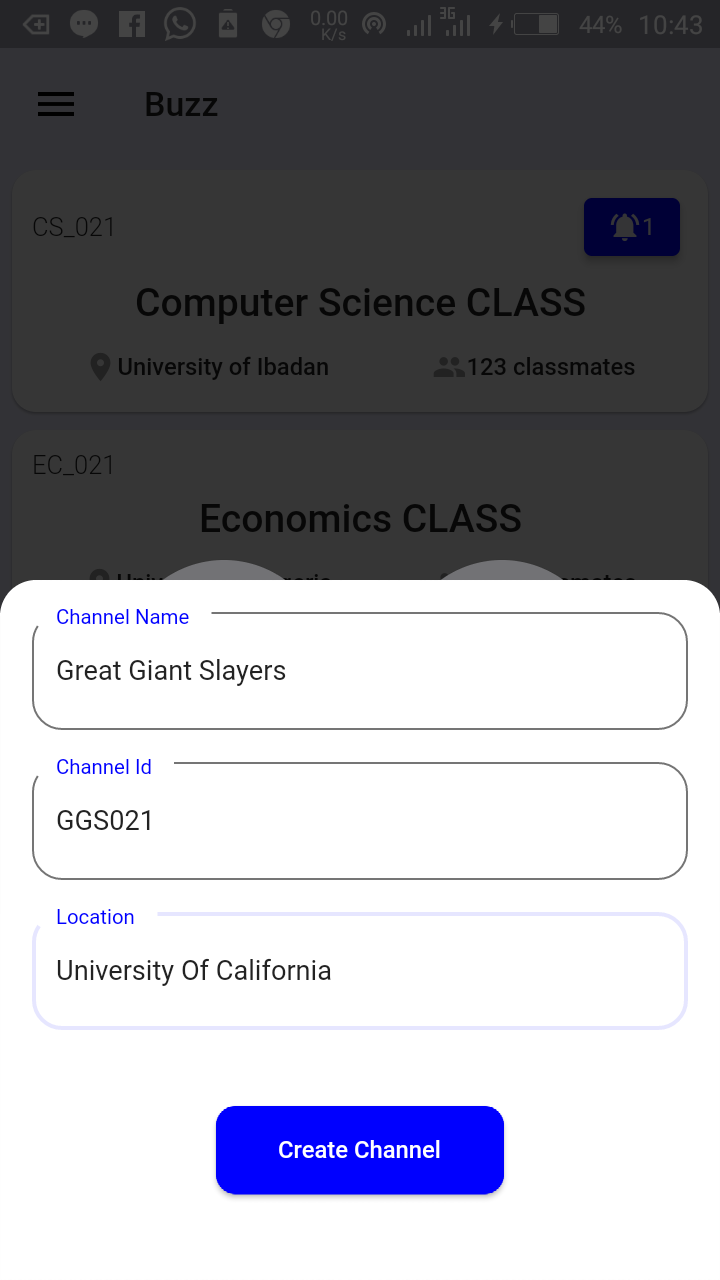 0.00 K/s 3G 44% 10:43
Buzz
CS_021
1
Computer Science CLASS
University of Ibadan 123 classmates
EC_021
Economics CLASS
Channel Name
Great Giant Slayers
Channel Id
GGS021
Location
University Of California
Create Channel